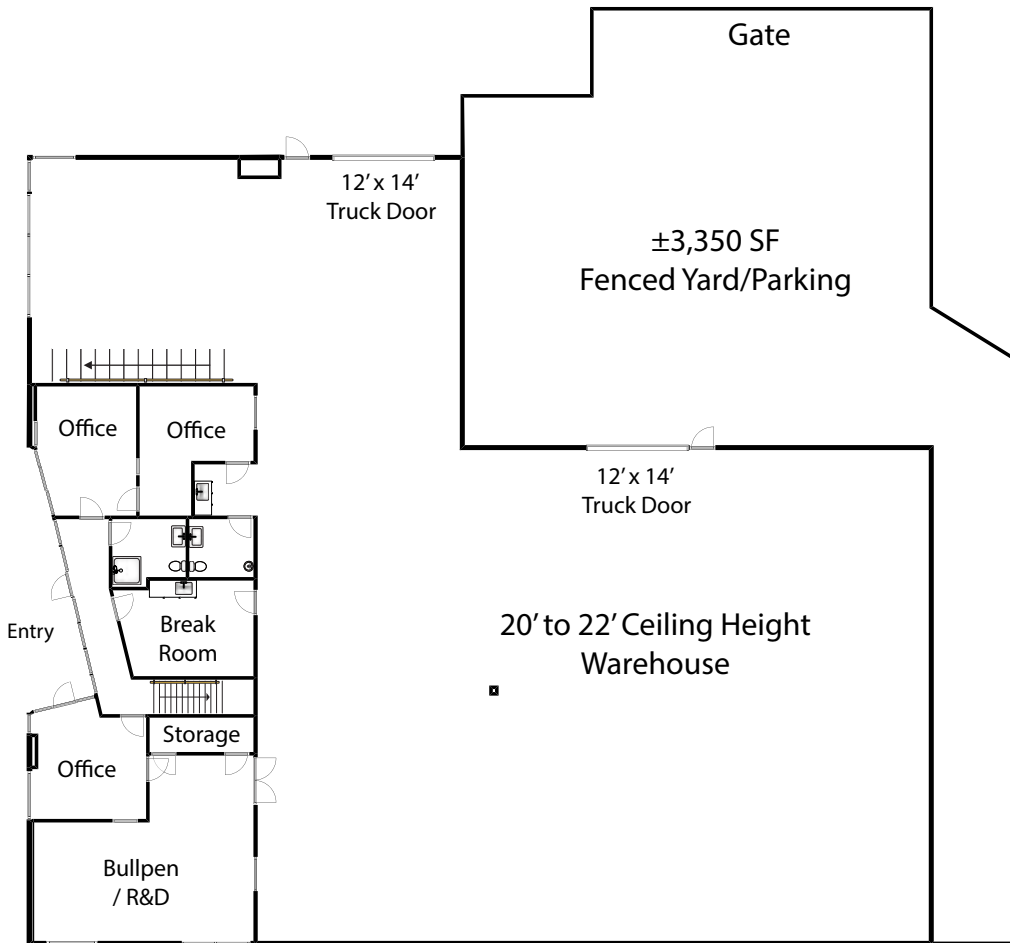 Gate
12’ x 14’
Truck Door
±3,350 SF
Fenced Yard/Parking
Office
Office
12’ x 14’
Truck Door
Entry
Break
Room
20’ to 22’ Ceiling Height
Warehouse
Storage
Office
Bullpen
/ R&D